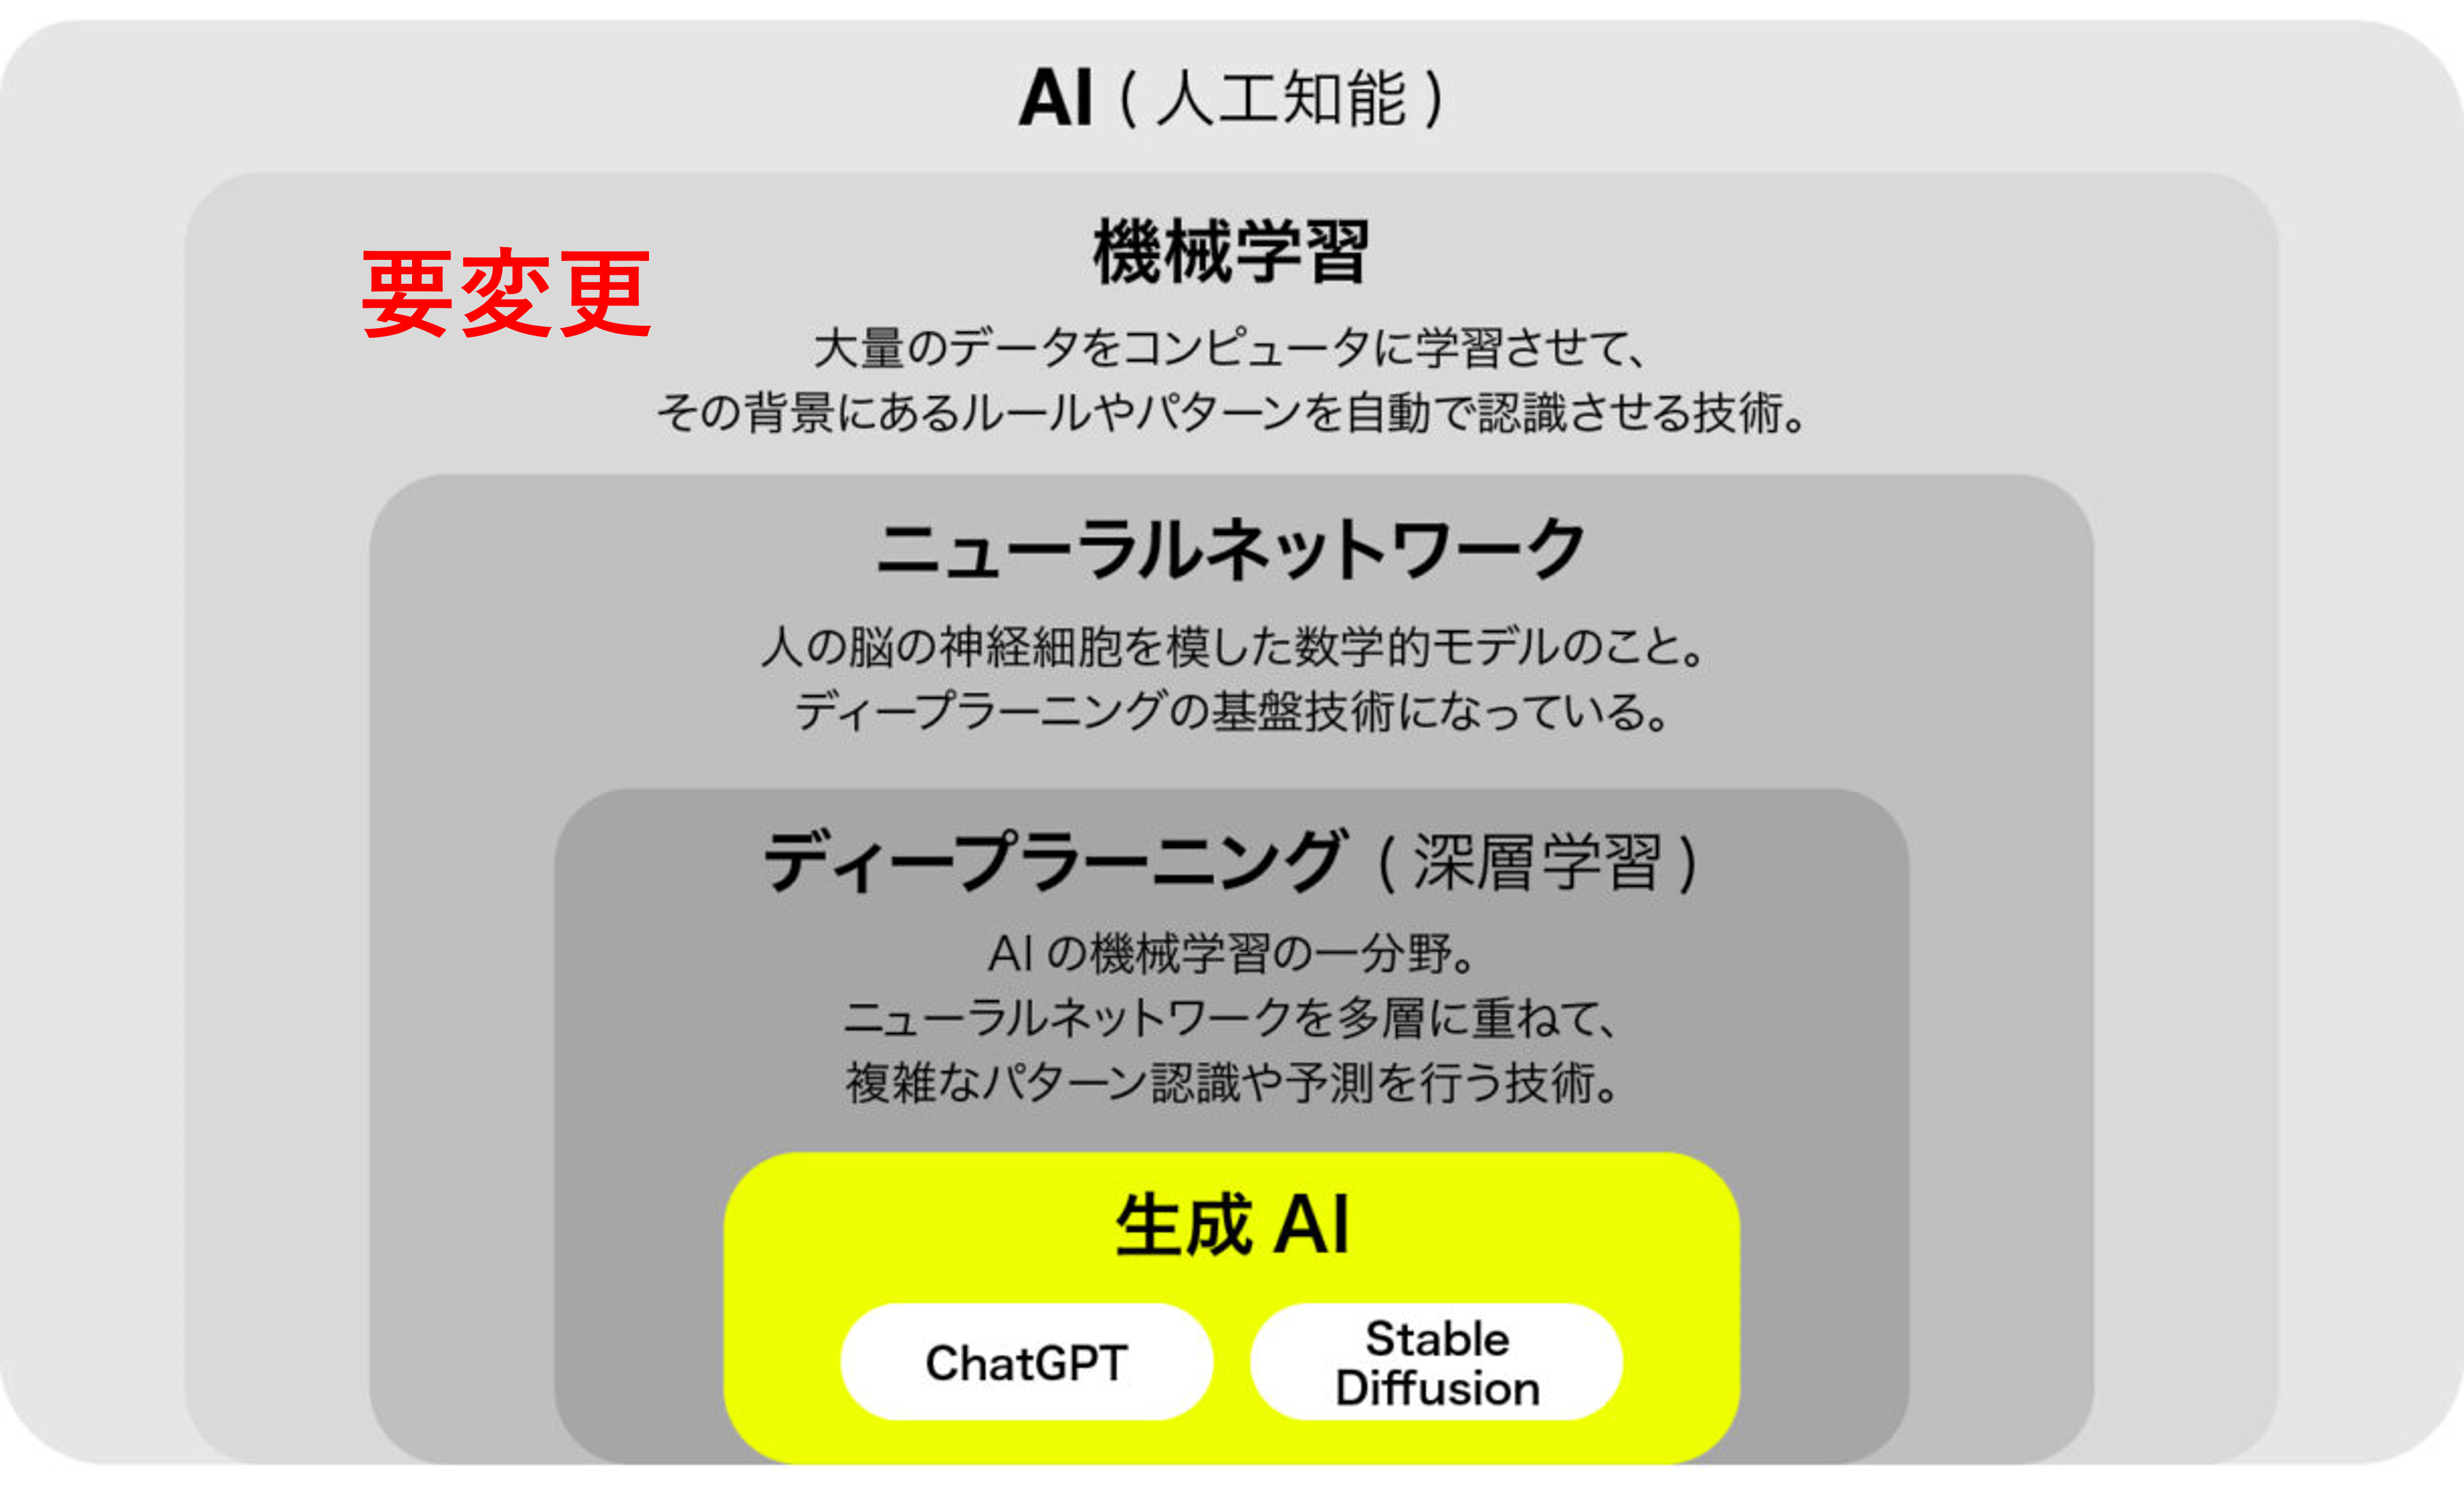 AI ( 人工知能 )
機械学習
要変更
大量のデータをコンピュータに学習させて、
その背景にあるルールやパターンを自動で認識させる技術。
ニューラルネットワーク
人の脳の神経細胞を模した数学的モデルのこと。
ディープラーニングの基盤技術になっている。
ディープラーニング ( 深層学習 )
AI の機械学習の一分野。
ニューラルネットワークを多層に重ねて、
複雑なパターン認識や予測を行う技術。
生成 AI
ChatGPT
Stable
Diffusion